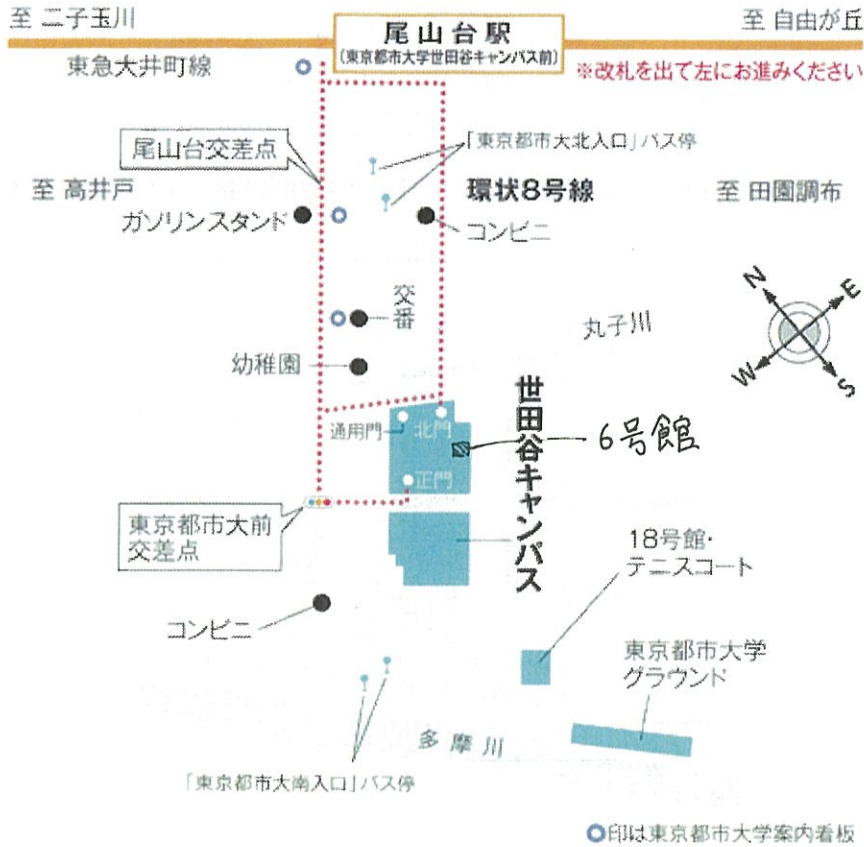 至 二子玉川
尾山台駅
(東京都市大学世田谷キャンパス前)
至 自由が丘
東急大井町線
※改札を出て左にお進みください
尾山台交差点
「東京都市大北入口」バス停
至 高井戸
環状8号線
至 田園調布
ガソリンスタンド
コンビニ
交番
丸子川
N
E
W
S
幼稚園
世田谷キャンパス
通用門
北門
6号館
正門
東京都市大前
交差点
18号館・
テニスコート
コンビニ
東京都市大学
グラウンド
多摩川
「東京都市大南入口」バス停
印は東京都市大学案内看板